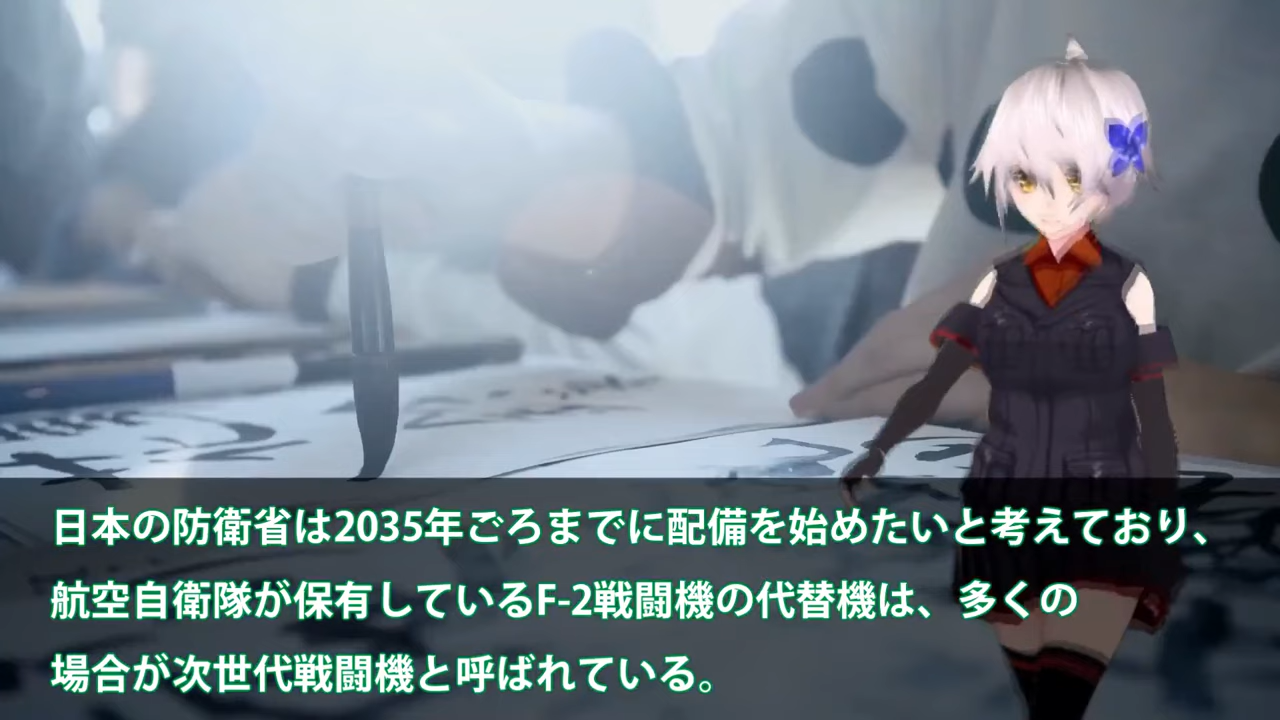 日本の防衛省は2035年ごろまでに配備を始めたいと考えており、
航空自衛隊が保有しているF-2戦闘機の代替機は、多くの
場合が次世代戦闘機と呼ばれている。